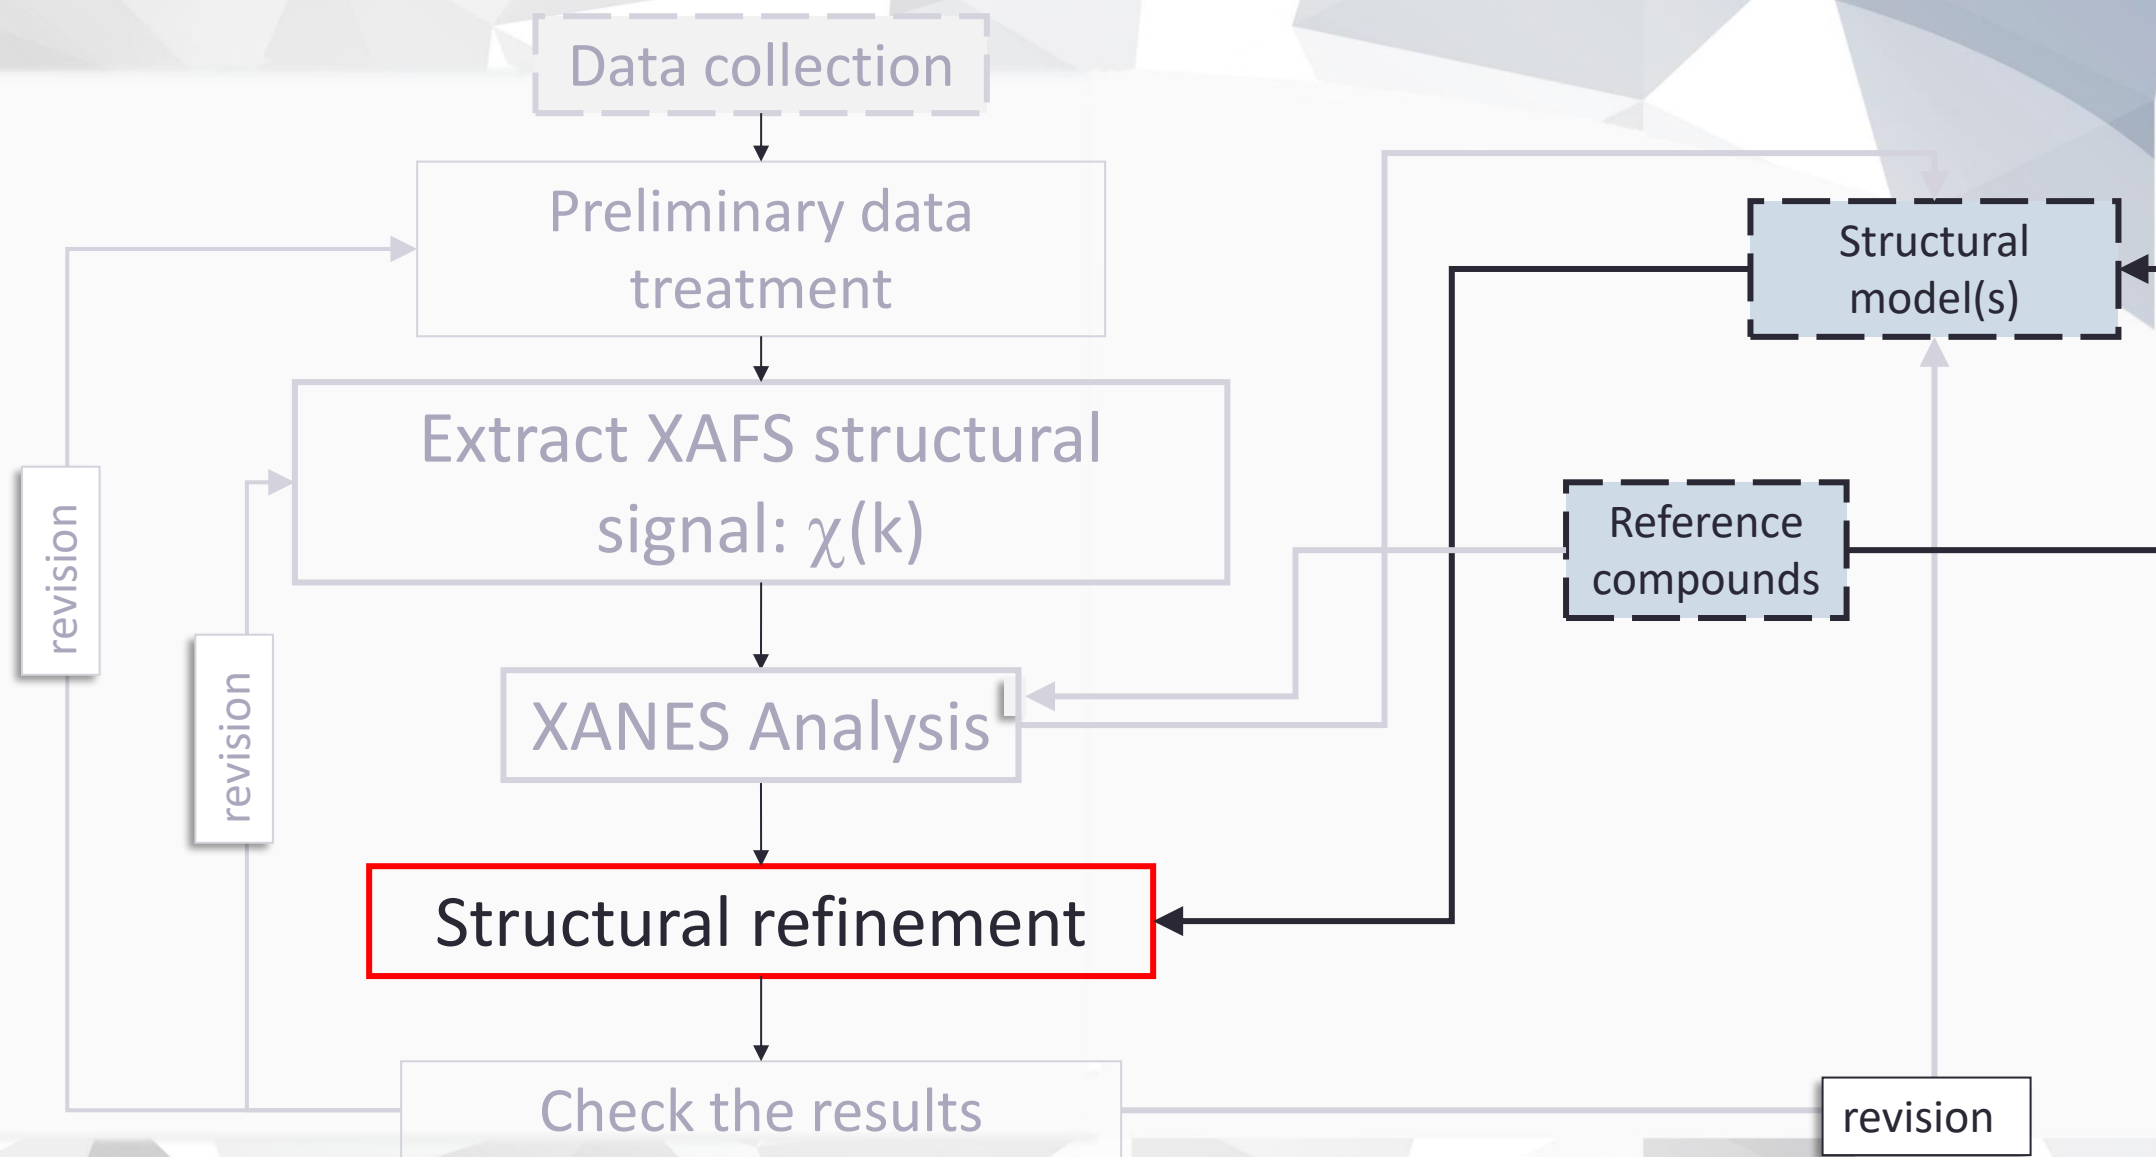 Data collection
Preliminary data
treatment
Extract XAFS structural
signal: χ(k)
XANES Analysis
Structural refinement
Check the results
revision
revision
Structural
model(s)
Reference
compounds
revision